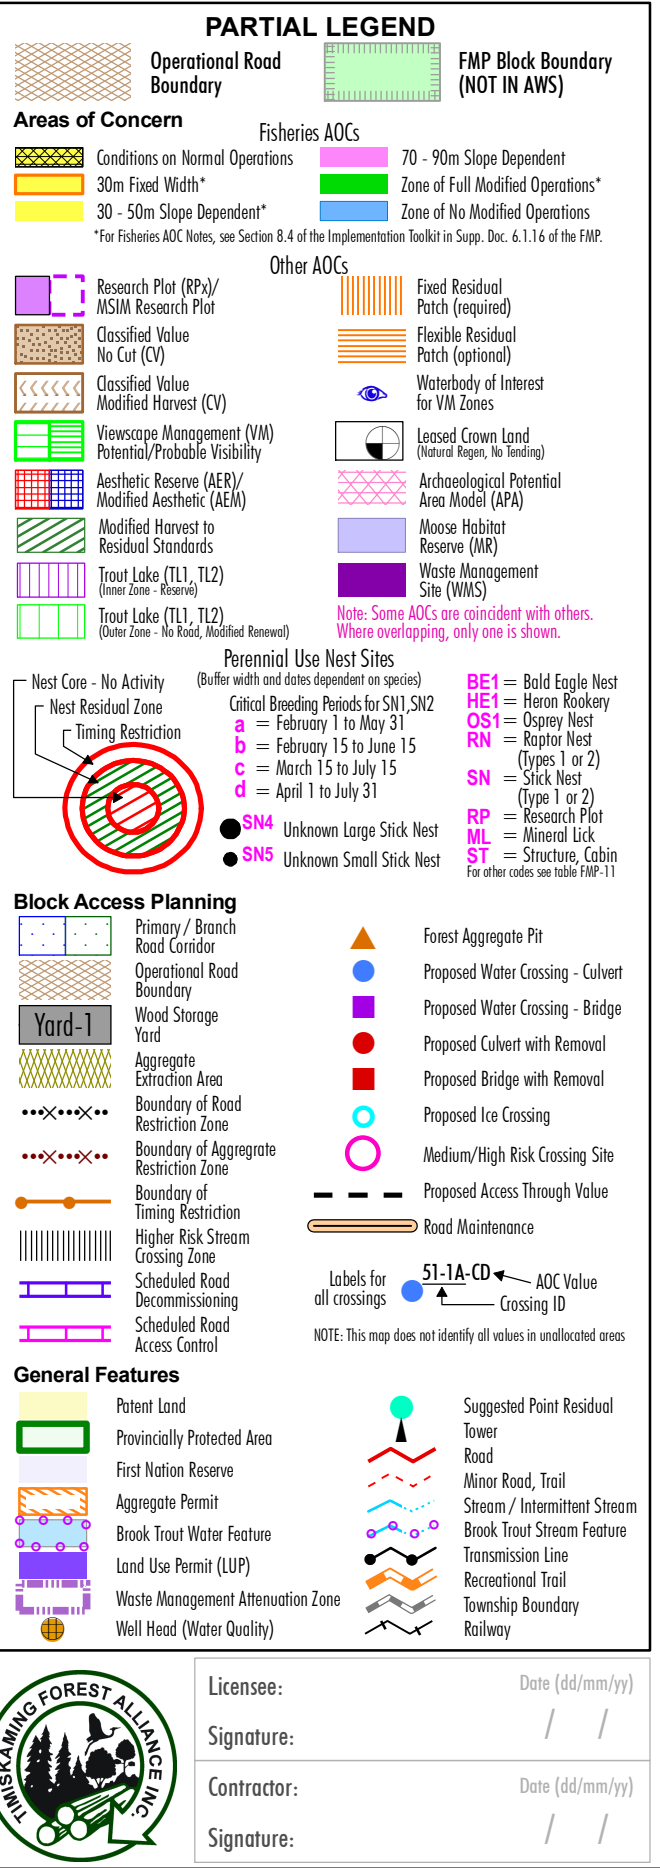 PARTIAL LEGEND
Operational Road
Boundary
FMP Block Boundary
(NOT IN AWS)
Areas of Concern
Fisheries AOCs
Conditions on Normal Operations
30m Fixed Width*
30 - 50m Slope Dependent*
70 - 90m Slope Dependent
Zone of Full Modified Operations*
Zone of No Modified Operations
*For Fisheries AOC Notes, see Section 8.4 of the Implementation Toolkit in Supp. Doc. 6.1.16 of the FMP.
Other AOCs
Research Plot (RPx)/
MSIM Research Plot
Classified Value
No Cut (CV)
Classified Value
Modified Harvest (CV)
Viewscape Management (VM)
Potential/Probable Visibility
Aesthetic Reserve (AER)/
Modified Aesthetic (AEM)
Modified Harvest to
Residual Standards
Trout Lake (TL1, TL2)
(Inner Zone - Reserve)
Trout Lake (TL1, TL2)
(Outer Zone - No Road, Modified Renewal)
Fixed Residual
Patch (required)
Flexible Residual
Patch (optional)
Waterbody of Interest
for VM Zones
Leased Crown Land
(Natural Regen, No Tending)
Archaeological Potential
Area Model (APA)
Moose Habitat
Reserve (MR)
Waste Management
Site (WMS)
Note: Some AOCs are coincident with others.
Where overlapping, only one is shown.
Perennial Use Nest Sites
(Buffer width and dates dependent on species)
Nest Core - No Activity
Nest Residual Zone
Timing Restriction
Critical Breeding Periods for SN1,SN2
a = February 1 to May 31
b = February 15 to June 15
c = March 15 to July 15
d = April 1 to July 31
SN4 Unknown Large Stick Nest
SN5 Unknown Small Stick Nest
BE1 = Bald Eagle Nest
HE1 = Heron Rookery
OS1 = Osprey Nest
RN = Raptor Nest
(Types 1 or 2)
SN = Stick Nest
(Type 1 or 2)
RP = Research Plot
ML = Mineral Lick
ST = Structure, Cabin
For other codes see table FMP-11
Block Access Planning
Primary / Branch
Road Corridor
Operational Road
Boundary
Yard-1
Wood Storage
Yard
Aggregate
Extraction Area
Boundary of Road
Restriction Zone
Boundary of Aggregrate
Restriction Zone
Boundary of
Timing Restriction
Higher Risk Stream
Crossing Zone
Scheduled Road
Decommissioning
Scheduled Road
Access Control
Forest Aggregate Pit
Proposed Water Crossing - Culvert
Proposed Water Crossing - Bridge
Proposed Culvert with Removal
Proposed Bridge with Removal
Proposed Ice Crossing
Medium/High Risk Crossing Site
Proposed Access Through Value
Road Maintenance
Labels for
all crossings
51-1A-CD
AOC Value
Crossing ID
NOTE: This map does not identify all values in unallocated areas
General Features
Patent Land
Provincially Protected Area
First Nation Reserve
Aggregate Permit
Brook Trout Water Feature
Land Use Permit (LUP)
Waste Management Attenuation Zone
Well Head (Water Quality)
Suggested Point Residual
Tower
Road
Minor Road, Trail
Stream / Intermittent Stream
Brook Trout Stream Feature
Transmission Line
Recreational Trail
Township Boundary
Railway
TIMISKAMING FOREST ALLIANCE INC.
Licensee:
Date (dd/mm/yy)
Signature:
/ /
Contractor:
Date (dd/mm/yy)
Signature:
/ /